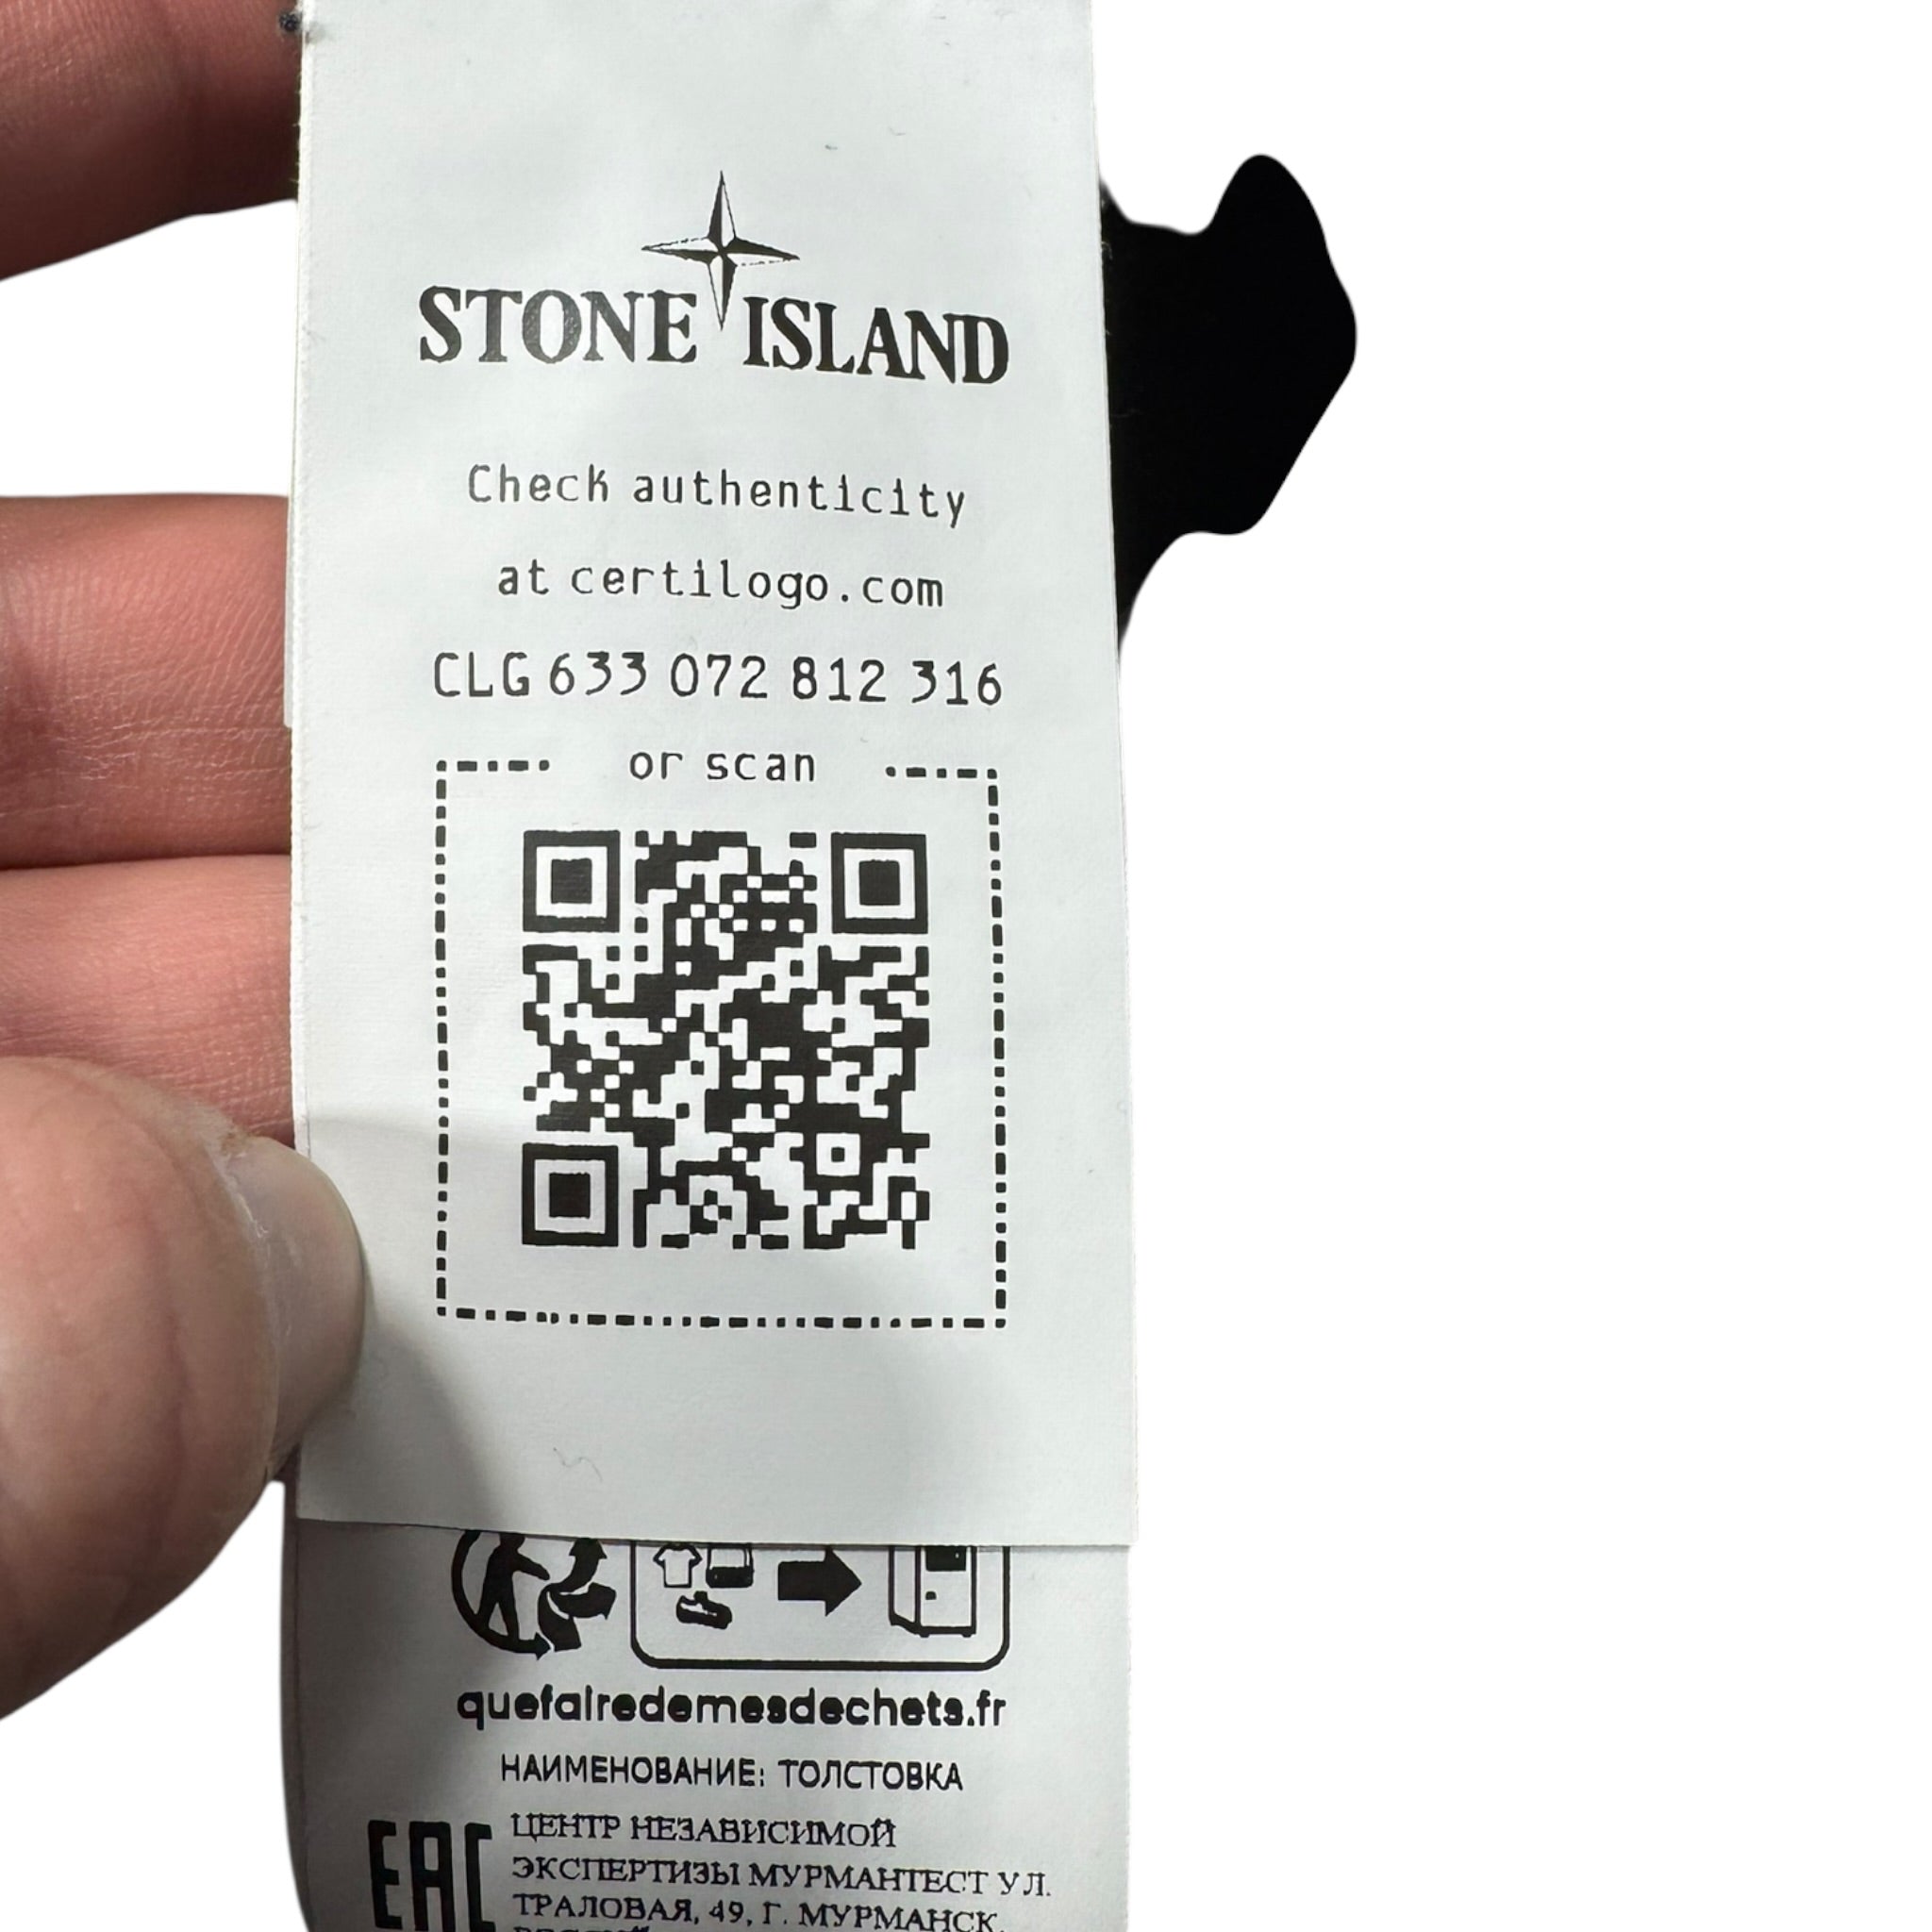 STONE ISLAND
Check authenticity
at certilogo.com
CLG 633 072 812 316
or scan
quefairedemesdechets.fr
НАИМЕНОВАНИЕ: ТОЛСТОВКА
EAC
ЦЕНТР НЕЗАВИСИМОЙ
ЭКСПЕРТИЗЫ МУРМАНТЕСТ УЛ.
ТРАЛОВАЯ, 49, Г. МУРМАНСК,